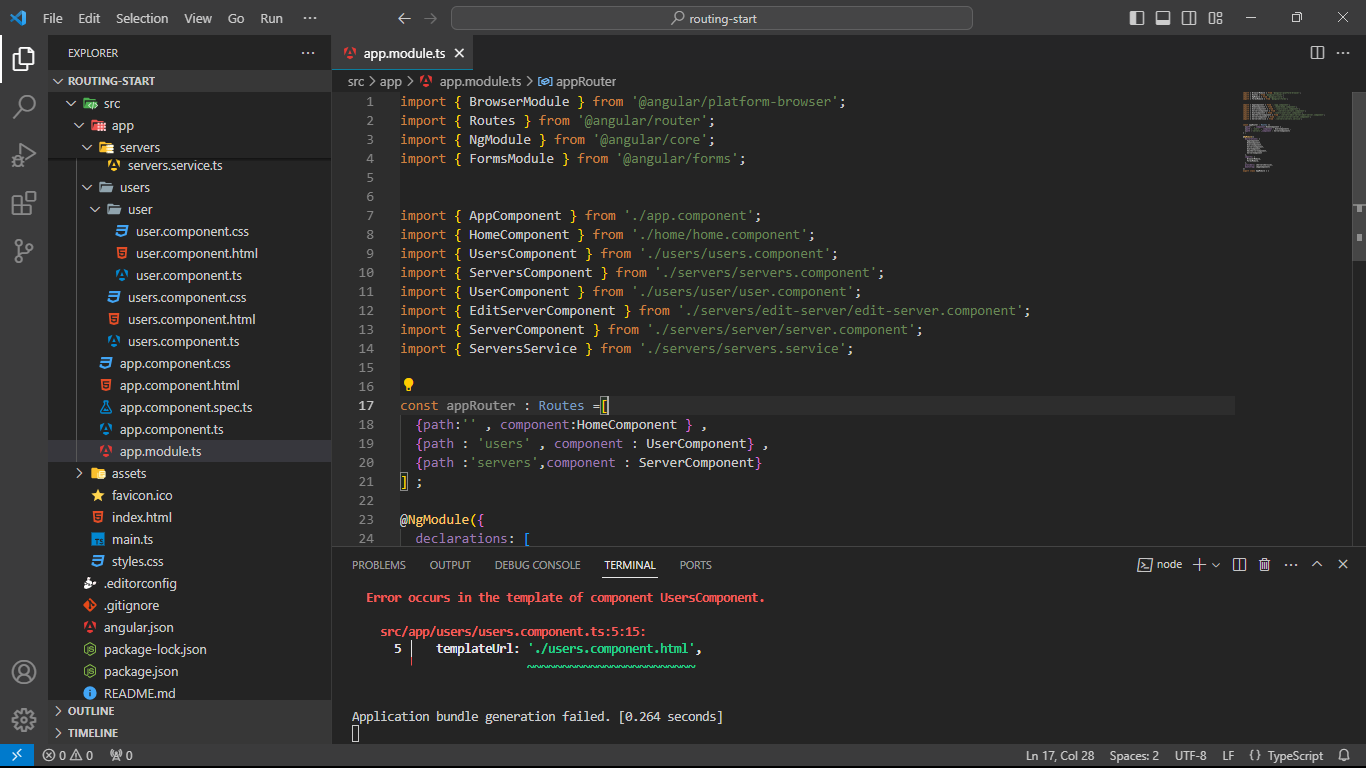 File Edit Selection View Go Run ···
routing-start
EXPLORER ···
ROUTING-START
src
app
servers
servers.service.ts
users
user
user.component.css
user.component.html
user.component.ts
users.component.css
users.component.html
users.component.ts
app.component.css
app.component.html
app.component.spec.ts
app.component.ts
app.module.ts
assets
favicon.ico
index.html
main.ts
styles.css
.editorconfig
.gitignore
angular.json
package-lock.json
package.json
README.md
OUTLINE
TIMELINE
app.module.ts
src > app > app.module.ts > appRouter
1 import { BrowserModule } from '@angular/platform-browser';
2 import { Routes } from '@angular/router';
3 import { NgModule } from '@angular/core';
4 import { FormsModule } from '@angular/forms';
5
6
7 import { AppComponent } from './app.component';
8 import { HomeComponent } from './home/home.component';
9 import { UsersComponent } from './users/users.component';
10 import { ServersComponent } from './servers/servers.component';
11 import { UserComponent } from './users/user/user.component';
12 import { EditServerComponent } from './servers/edit-server/edit-server.component';
13 import { ServerComponent } from './servers/server/server.component';
14 import { ServersService } from './servers/servers.service';
15
16
17 const appRouter : Routes =[
18 {path:'' , component:HomeComponent } ,
19 {path : 'users' , component : UserComponent} ,
20 {path :'servers',component : ServerComponent}
21 ] ;
22
23 @NgModule({
24 declarations: [
PROBLEMS OUTPUT DEBUG CONSOLE TERMINAL PORTS
node
Error occurs in the template of component UsersComponent.
src/app/users/users.component.ts:5:15:
5 │ templateUrl: './users.component.html',
~~~~~~~~~~~~~~~~~~~~~~~~
Application bundle generation failed. [0.264 seconds]
0 0 0
Ln 17, Col 28 Spaces: 2 UTF-8 LF {} TypeScript